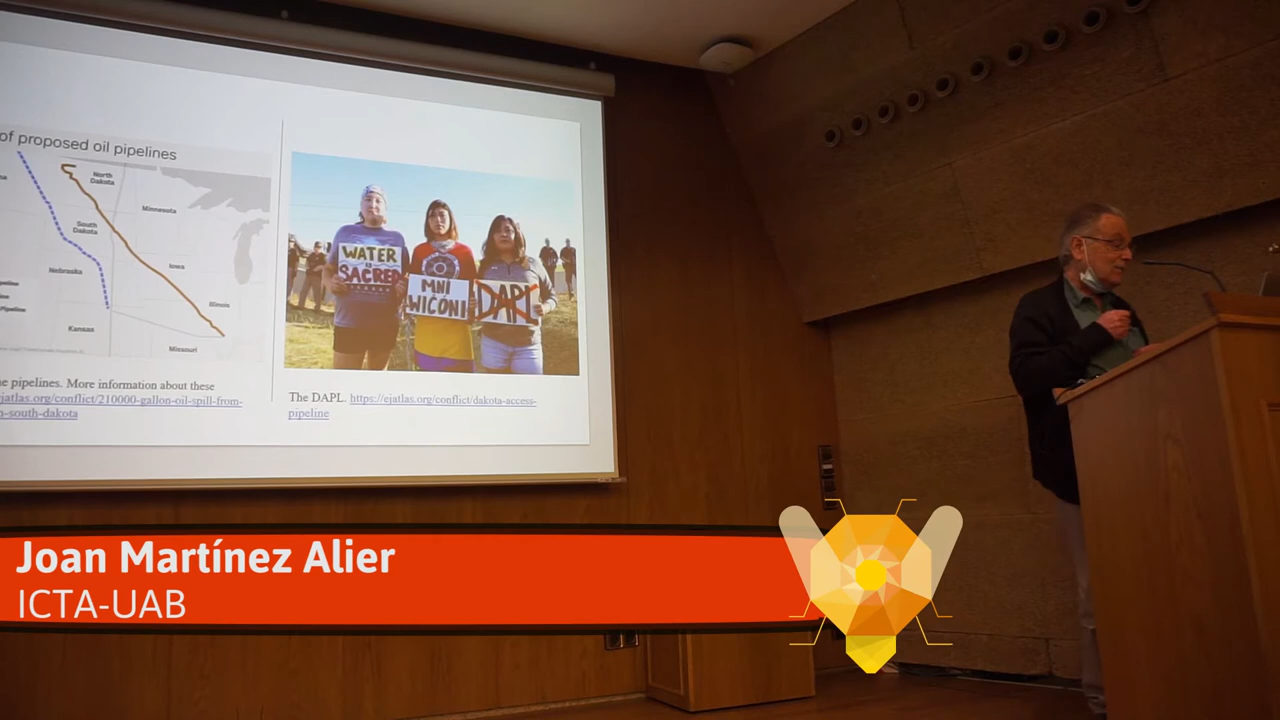 of proposed oil pipelines
North
Dakota
Minnesota
South
Dakota
Iowa
Nebraska
Illinois
Pipeline
Kansas
Missouri
WATER
IS
SACRED
MNI
WIČONI
DAPL
e pipelines. More information about these
ejatlas.org/conflict/210000-gallon-oil-spill-from-
-south-dakota
The DAPL. https://ejatlas.org/conflict/dakota-access-
pipeline
Joan Martínez Alier
ICTA-UAB